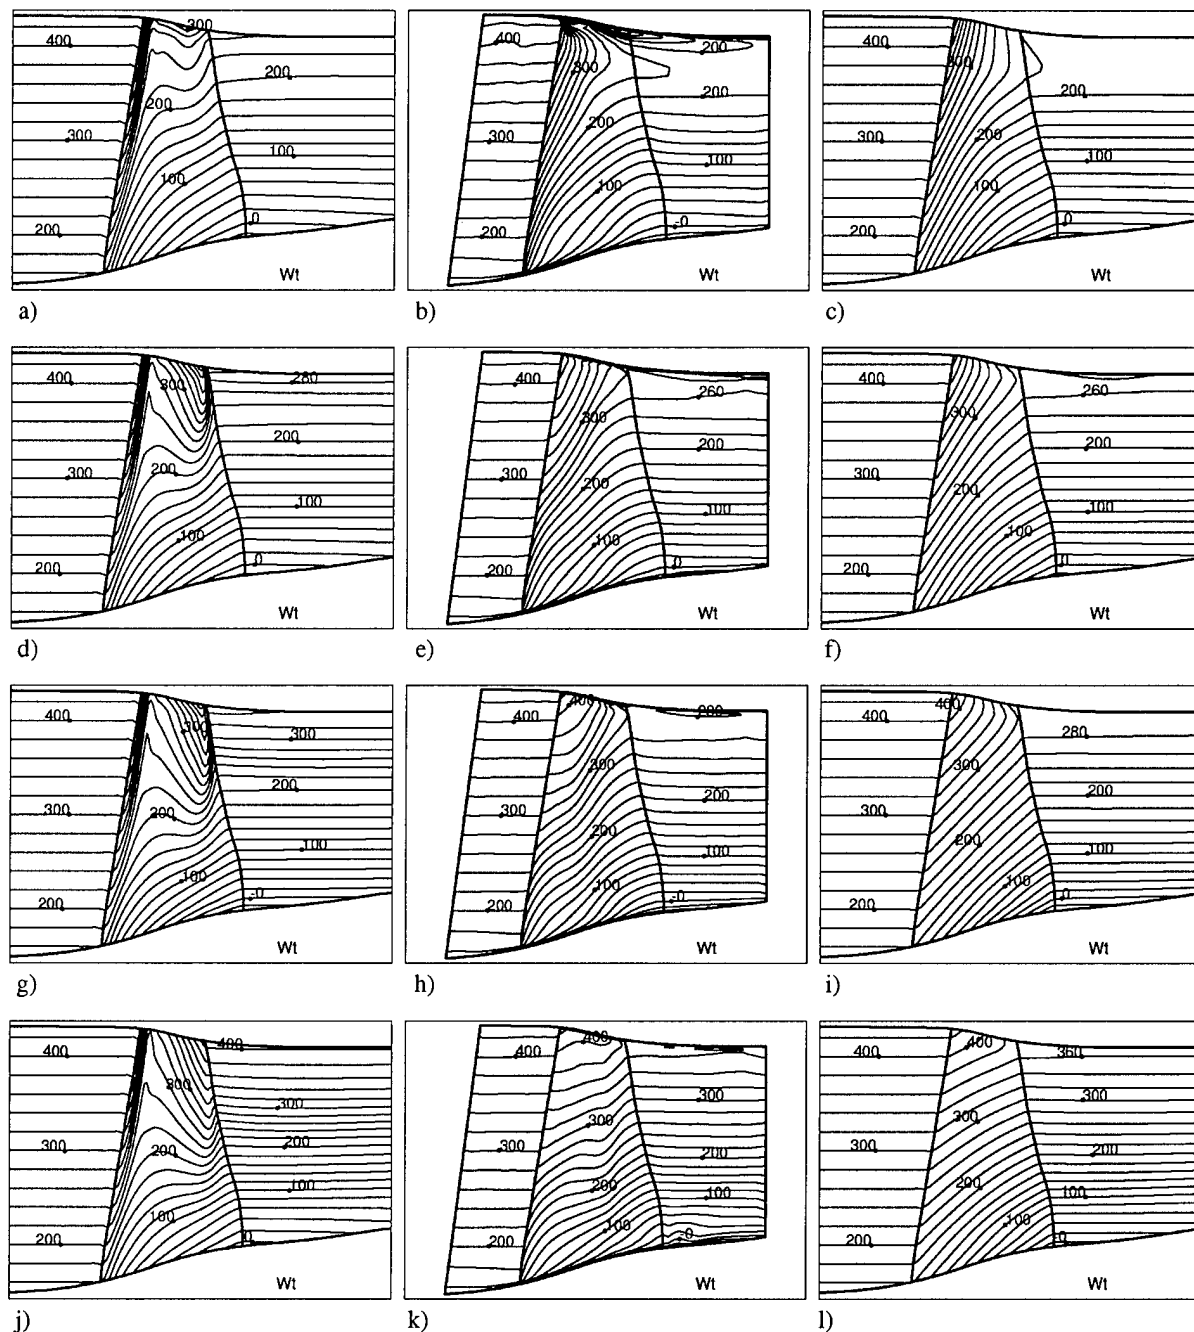 400 300 200 300 200 100 0 200 Wt
400 300 200 300 200 200 100 200 100 -0 Wt
400 300 200 300 200 100 200 100 0 Wt
a) b) c)
400 300 280 300 200 200 100 100 200 0 Wt
400 300 260 200 300 200 100 100 200 0 Wt
400 300 260 200 300 200 100 100 200 0 Wt
d) e) f)
400 300 300 200 300 200 100 100 200 -0 Wt
400 400 280 300 200 300 200 100 100 200 -0 Wt
400 400 280 300 200 300 200 100 100 200 0 Wt
g) h) i)
400 400 300 300 300 200 200 100 100 200 0 Wt
400 400 300 300 300 200 200 100 100 200 -0 Wt
400 400 360 300 300 300 200 200 100 100 200 -0 Wt
j) k) l)